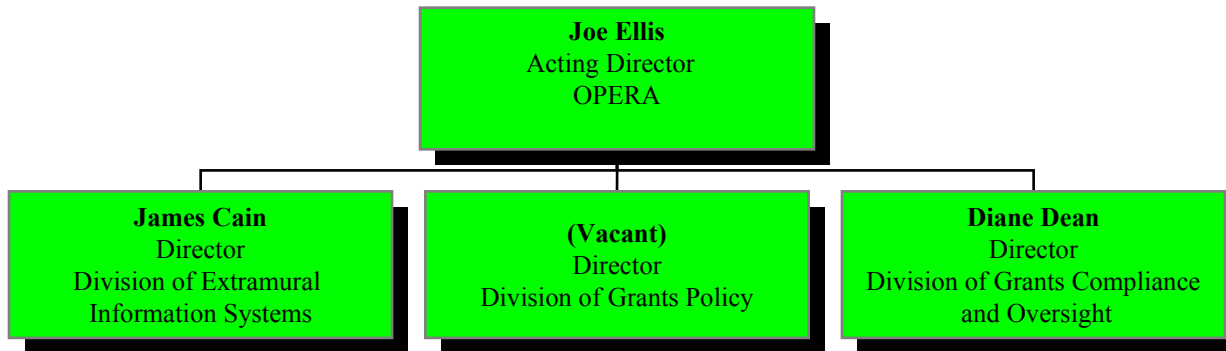 Joe Ellis
Acting Director
OPERA
James Cain
Director
Division of Extramural
Information Systems
(Vacant)
Director
Division of Grants Policy
Diane Dean
Director
Division of Grants Compliance
and Oversight